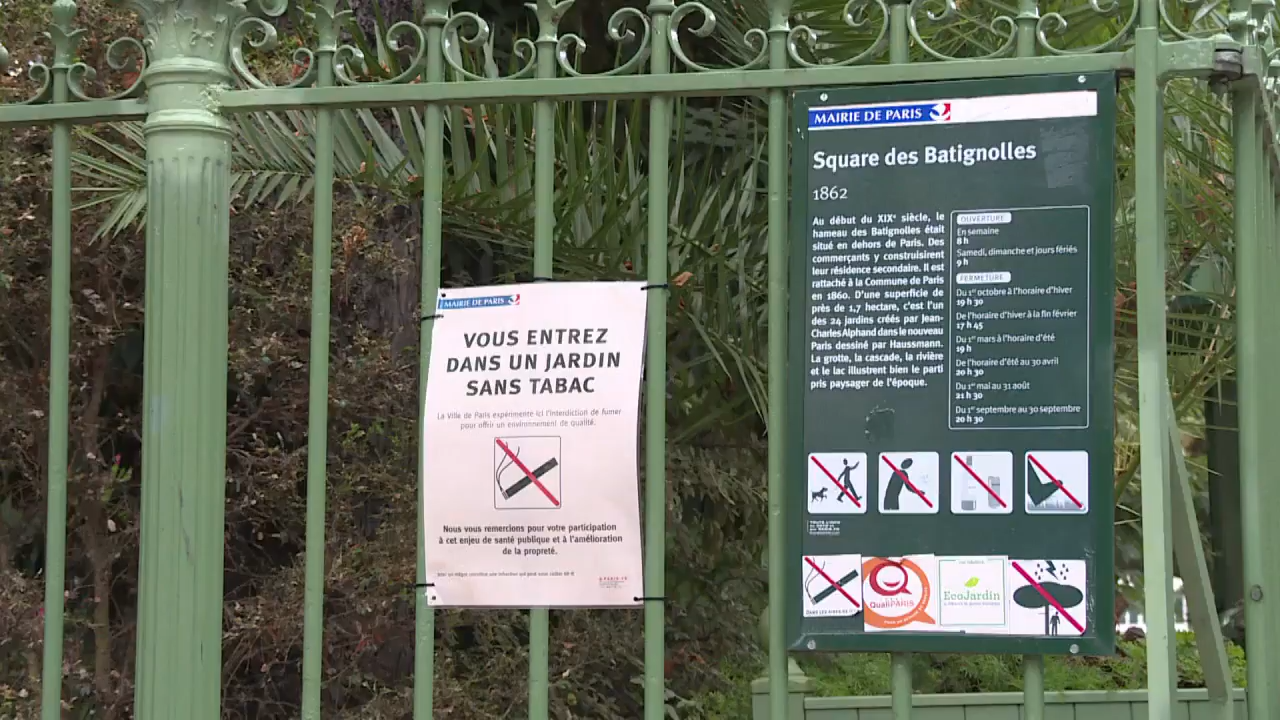 MAIRIE DE PARIS
VOUS ENTREZ
DANS UN JARDIN
SANS TABAC
La Ville de Paris expérimente ici l'interdiction de fumer
pour offrir un environnement de qualité.
Nous vous remercions pour votre participation
à cet enjeu de santé publique et à l'amélioration
de la propreté.
MAIRIE DE PARIS
Square des Batignolles
1862
Au début du XIXe siècle, le
hameau des Batignolles était
situé en dehors de Paris. Des
commerçants y construisirent
leur résidence secondaire. Il est
rattaché à la Commune de Paris
en 1860. D'une superficie de
près de 1,7 hectare, c'est l'un
des 24 jardins créés par Jean-
Charles Alphand dans le nouveau
Paris dessiné par Haussmann.
La grotte, la cascade, la rivière
et le lac illustrent bien le parti
pris paysager de l'époque.
OUVERTURE
En semaine
8 h
Samedi, dimanche et jours fériés
9 h
FERMETURE
Du 1er octobre à l'horaire d'hiver
19 h 30
De l'horaire d'hiver à la fin février
17 h 45
Du 1er mars à l'horaire d'été
19 h
De l'horaire d'été au 30 avril
20 h 30
Du 1er mai au 31 août
21 h 30
Du 1er septembre au 30 septembre
20 h 30
QualiPARIS
EcoJardin